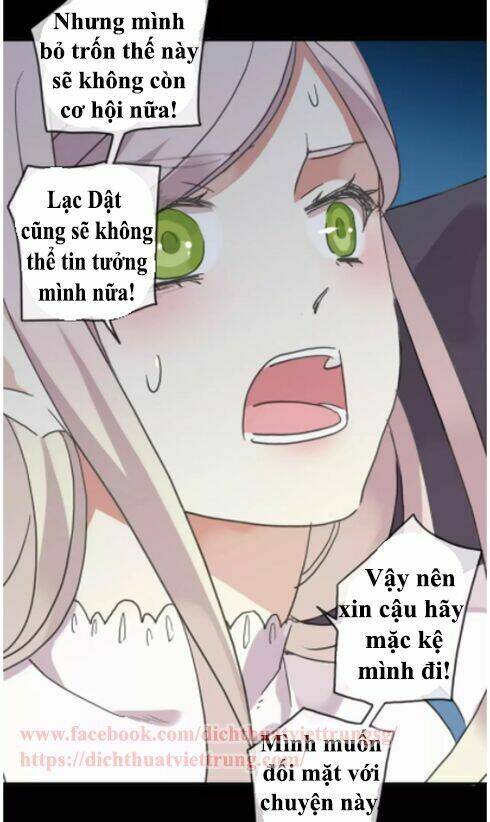 Nhưng mình
bỏ trốn thế này
sẽ không còn
cơ hội nữa!
Lạc Dật
cũng sẽ không
thể tin tưởng
mình nữa!
Vậy nên
xin cậu hãy
mặc kệ
mình đi!
www.facebook.com/dichthuatviettrungsg/
https://dichthuatviettrung.com/
Mình muốn
đối mặt với
chuyện này